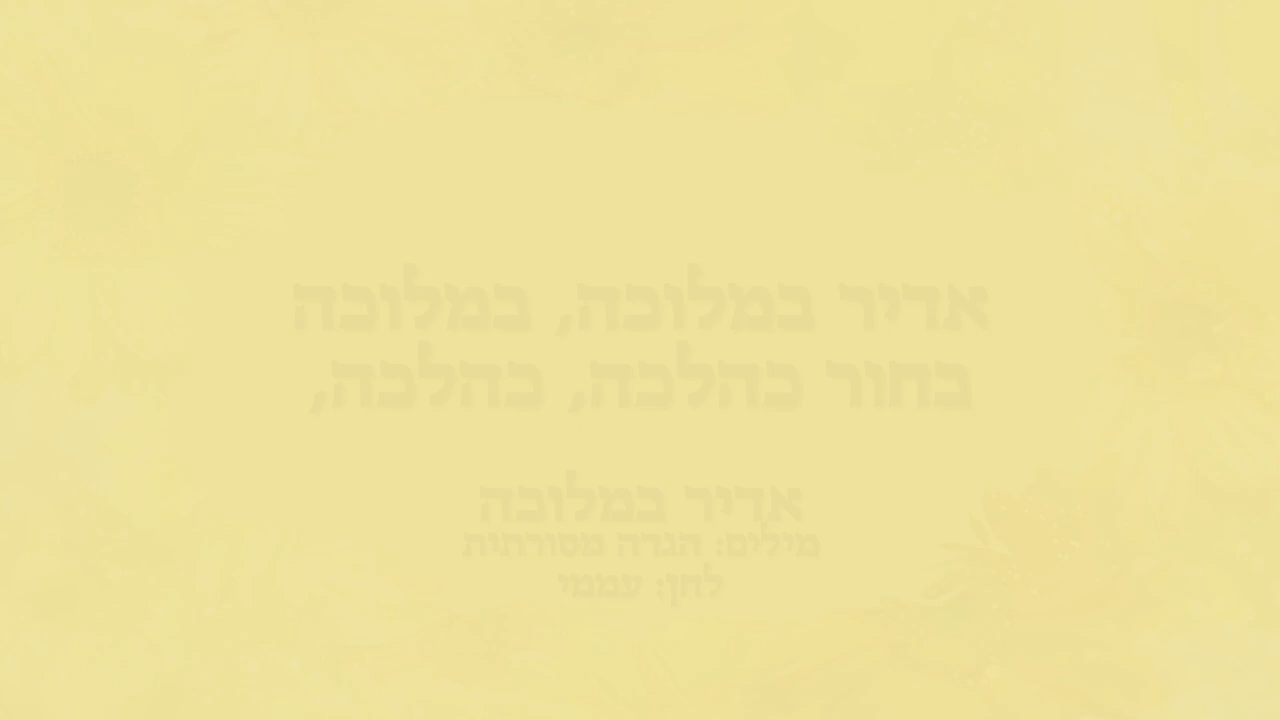 אדיר במלוכה, במלוכה
בחור כהלכה, כהלכה,
אדיר במלוכה
מילים: הגדה מסורתית
לחן: עממי